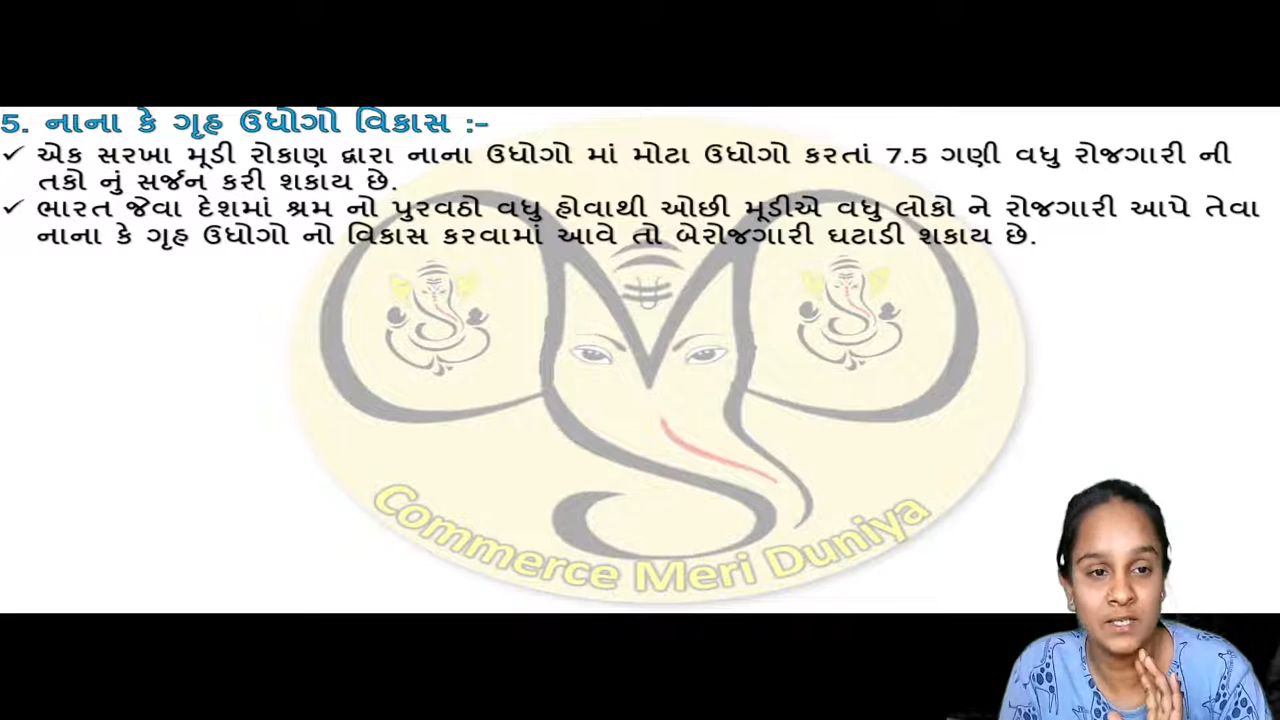 5. નાના કે ગૃહ ઉધોગો વિકાસ :-
✓ એક સરખા મૂડી રોકાણ દ્વારા નાના ઉધોગો માં મોટા ઉધોગો કરતાં 7.5 ગણી વધુ રોજગારી ની
તકો નું સર્જન કરી શકાય છે.
✓ ભારત જેવા દેશમાં શ્રમ નો પુરવઠો વધુ હોવાથી ઓછી મૂડીએ વધુ લોકો ને રોજગારી આપે તેવા
નાના કે ગૃહ ઉધોગો નો વિકાસ કરવામાં આવે તો બેરોજગારી ઘટાડી શકાય છે.
Commerce Meri Duniya